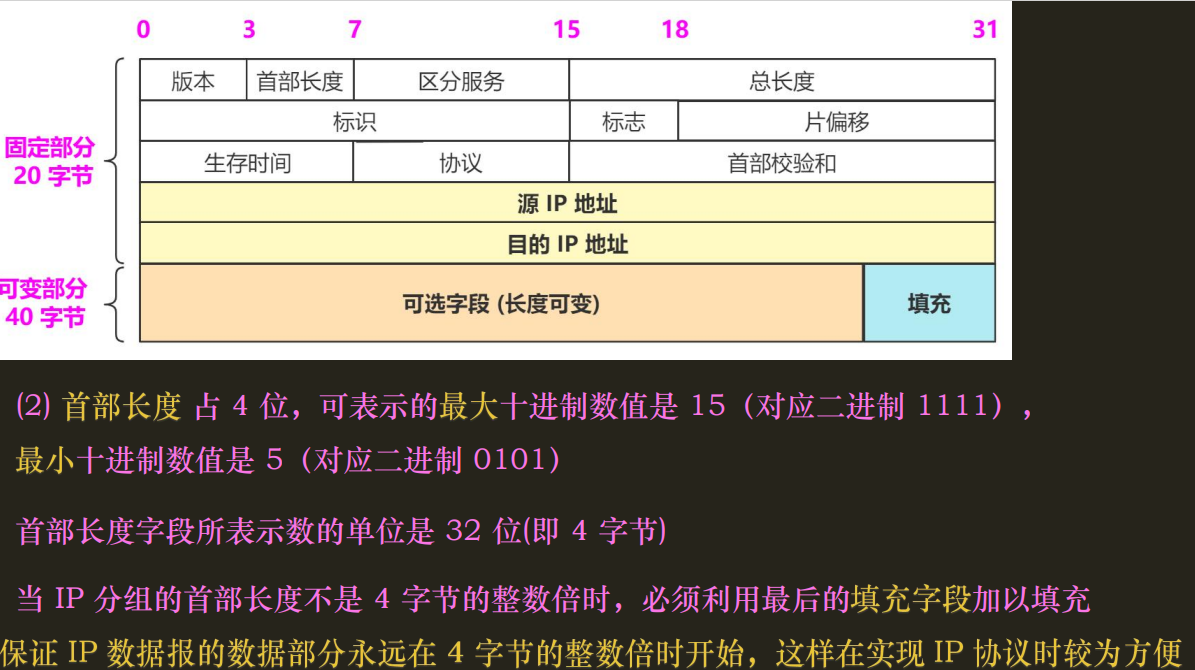 0 3 7 15 18 31
版本 首部长度 区分服务 总长度
标识 标志 片偏移
固定部分
20 字节
生存时间 协议 首部校验和
源 IP 地址
目的 IP 地址
可变部分
40 字节
可选字段 (长度可变) 填充
(2) 首部长度 占 4 位，可表示的最大十进制数值是 15（对应二进制 1111），
最小十进制数值是 5（对应二进制 0101）
首部长度字段所表示数的单位是 32 位(即 4 字节)
当 IP 分组的首部长度不是 4 字节的整数倍时，必须利用最后的填充字段加以填充
保证 IP 数据报的数据部分永远在 4 字节的整数倍时开始，这样在实现 IP 协议时较为方便